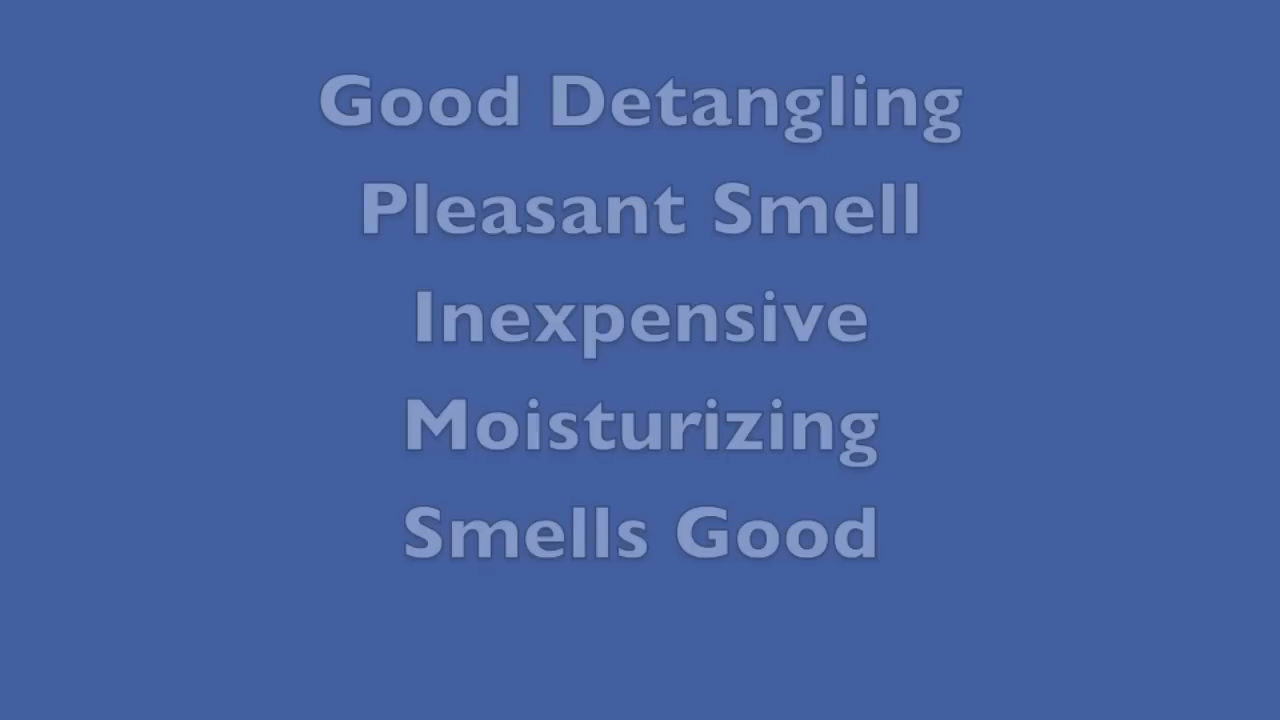 Good Detangling
Pleasant Smell
Inexpensive
Moisturizing
Smells Good